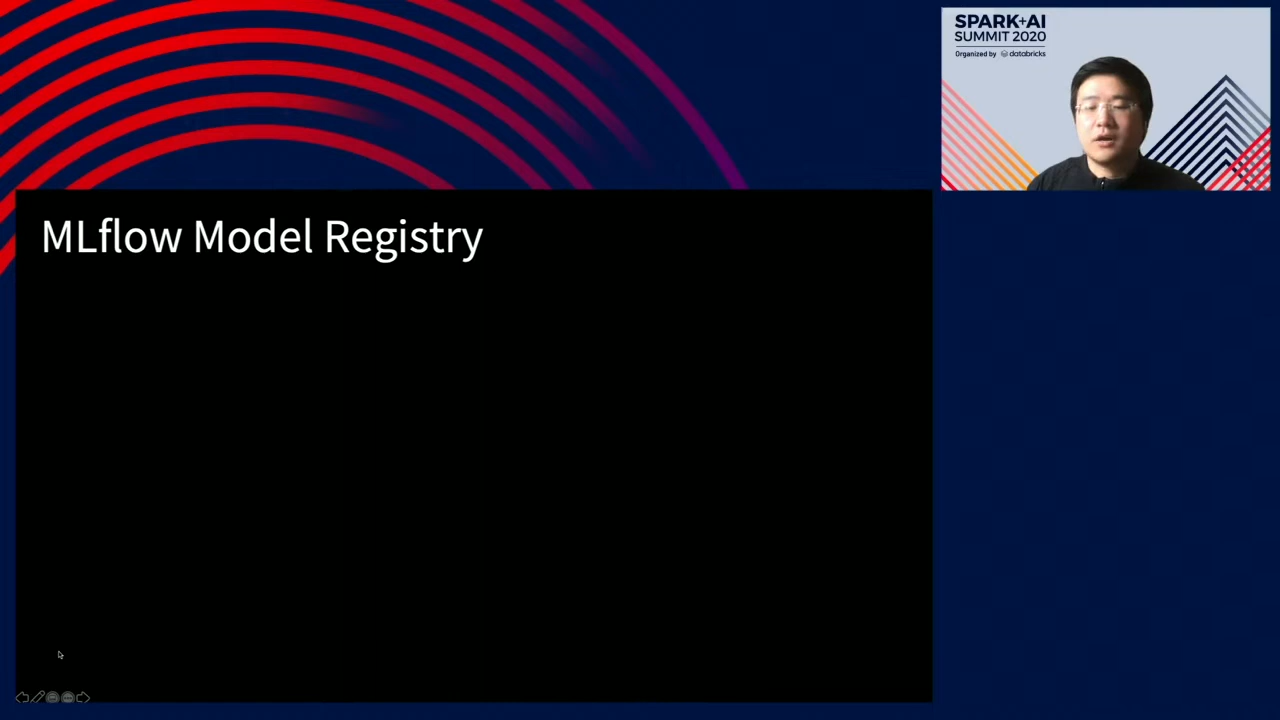 SPARK+AI
SUMMIT 2020
Organized by databricks
MLflow Model Registry